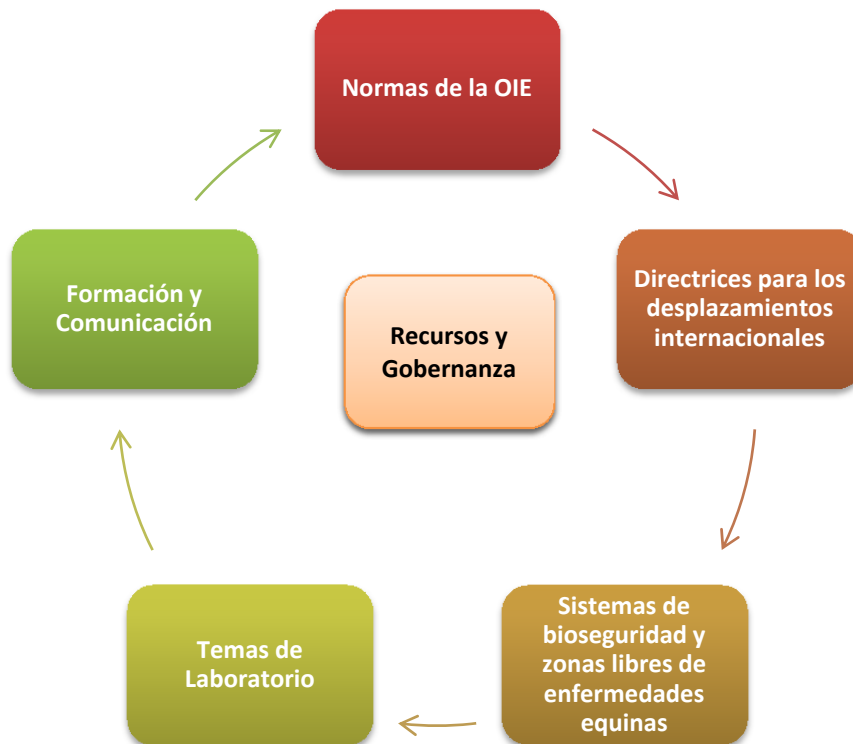 Normas de la OIE
Directrices para los
desplazamientos
internacionales
Sistemas de
bioseguridad y
zonas libres de
enfermedades
equinas
Temas de
Laboratorio
Formación y
Comunicación
Recursos y
Gobernanza